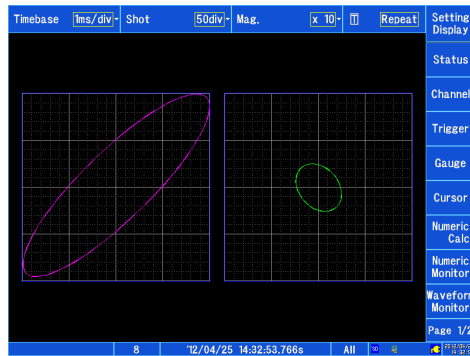 Timebase 1ms/div Shot 50div Mag. x 10 T Repeat
Setting
Display
Status
Channel
Trigger
Gauge
Cursor
Numeric
Calc
Numeric
Monitor
Waveform
Monitor
Page 1/2
8 '12/04/25 14:32:53.766s All SD